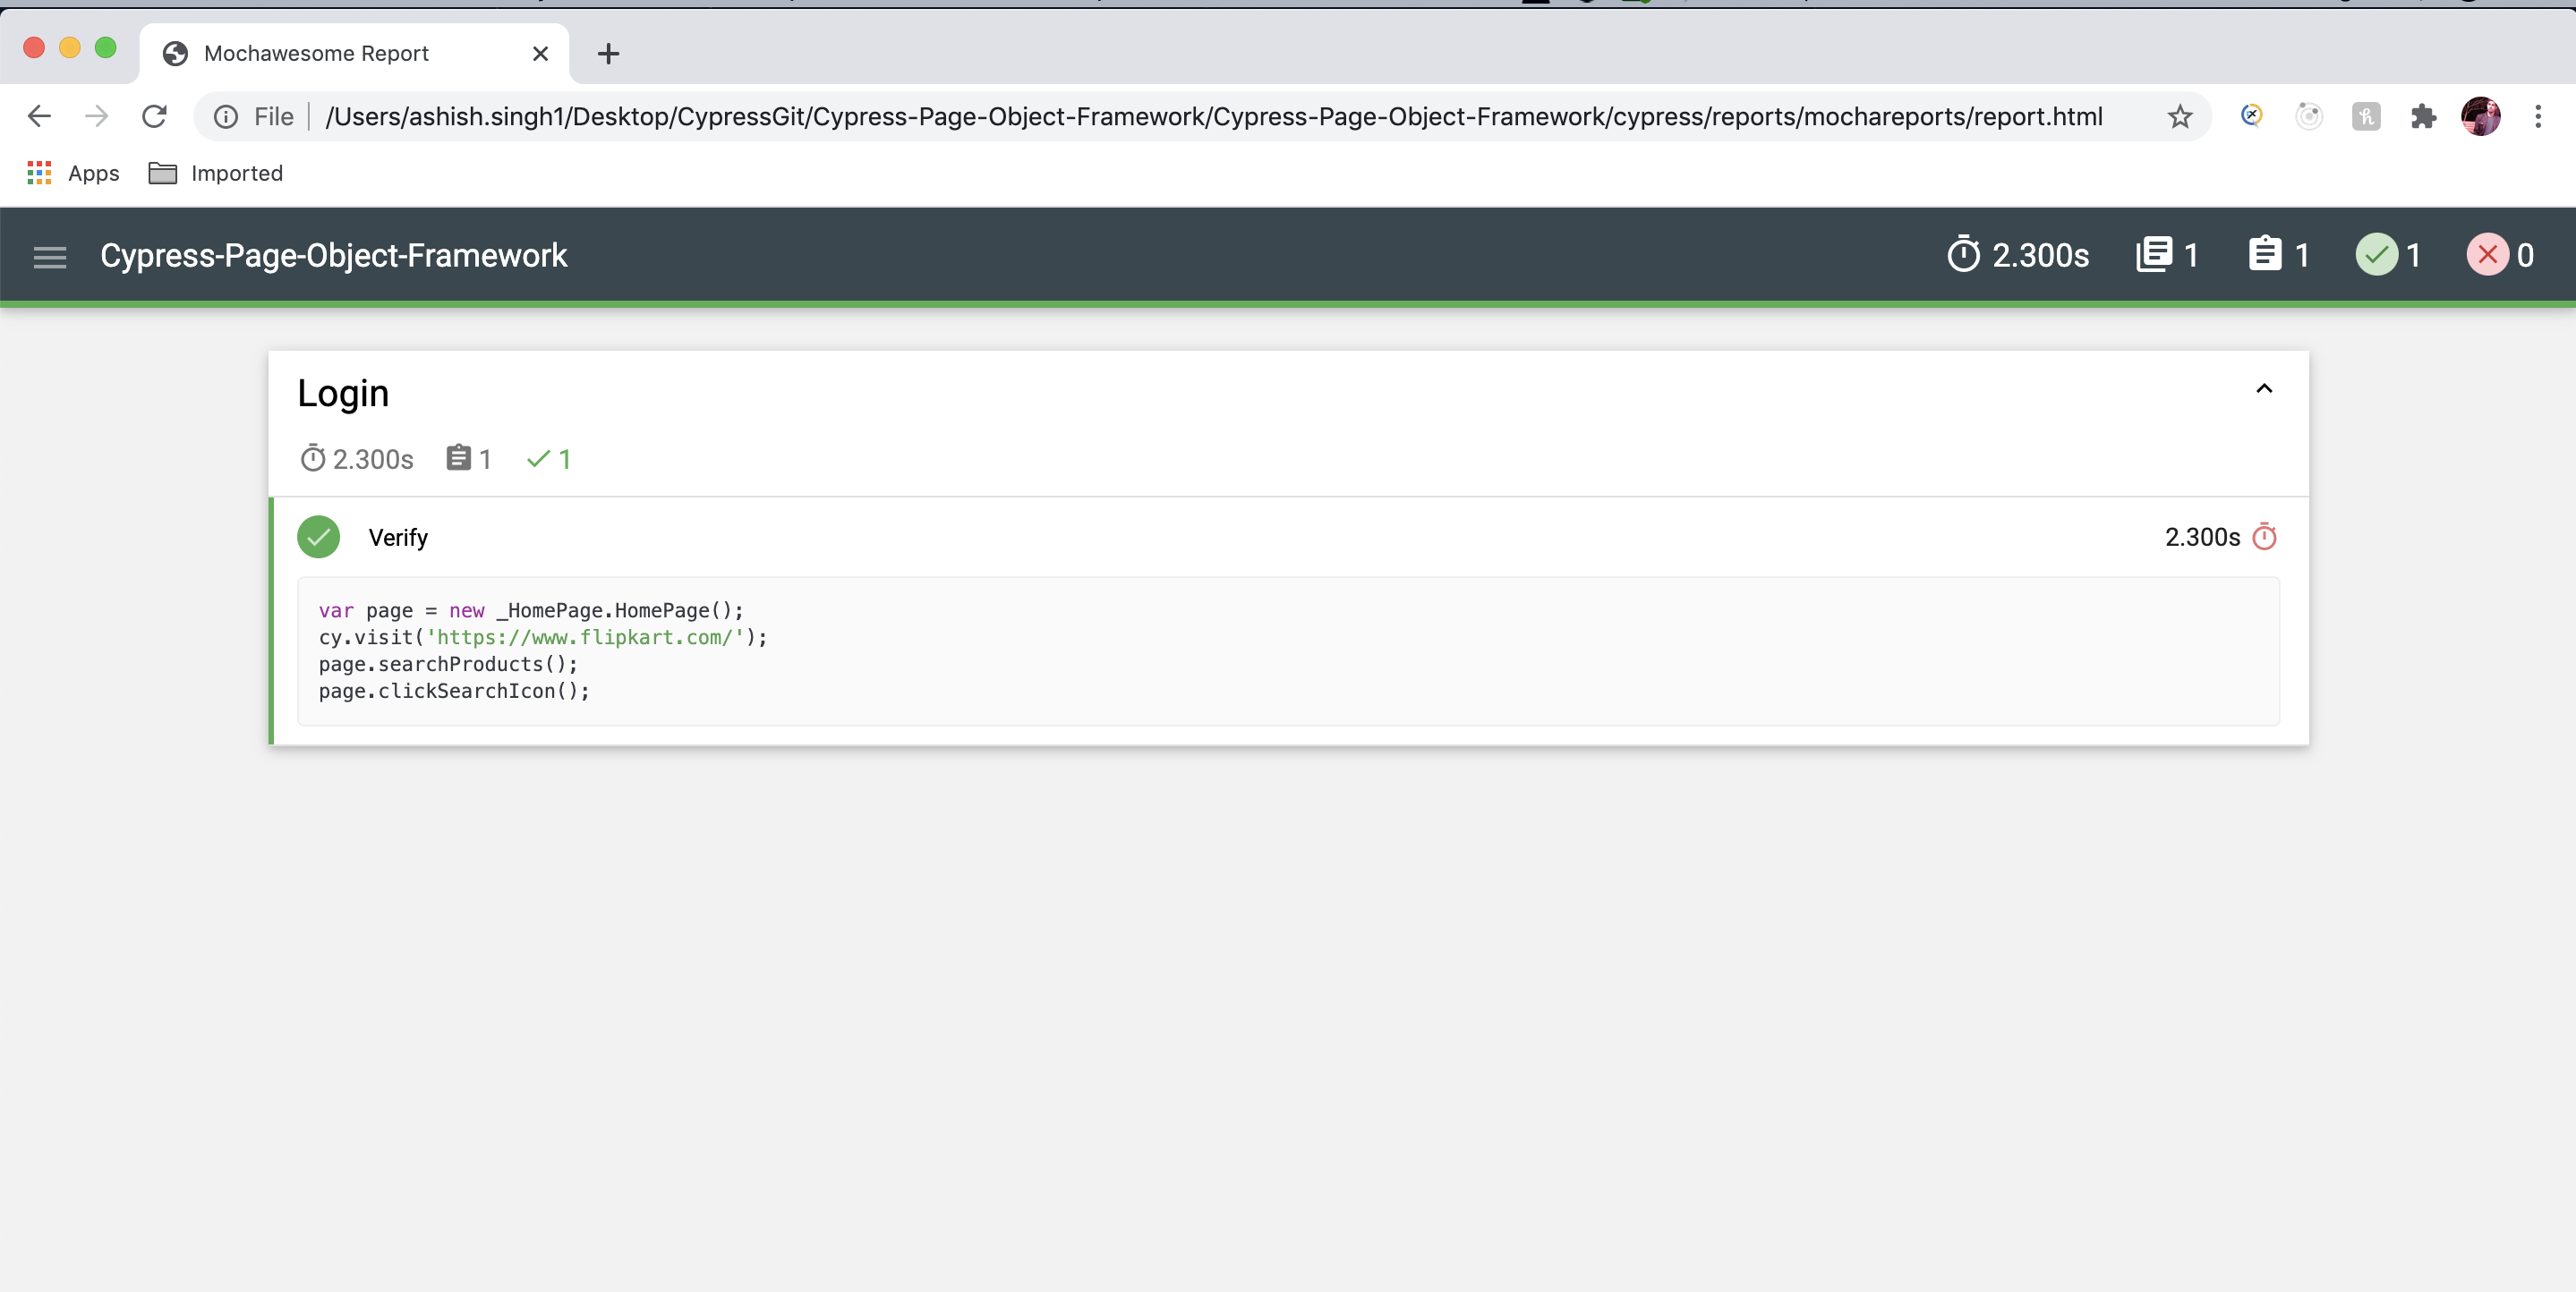 Mochawesome Report
File /Users/ashish.singh1/Desktop/CypressGit/Cypress-Page-Object-Framework/Cypress-Page-Object-Framework/cypress/reports/mochareports/report.html
Apps Imported
Cypress-Page-Object-Framework 2.300s 1 1 1 0
Login
2.300s 1 1
Verify 2.300s
var page = new _HomePage.HomePage();
cy.visit('https://www.flipkart.com/');
page.searchProducts();
page.clickSearchIcon();